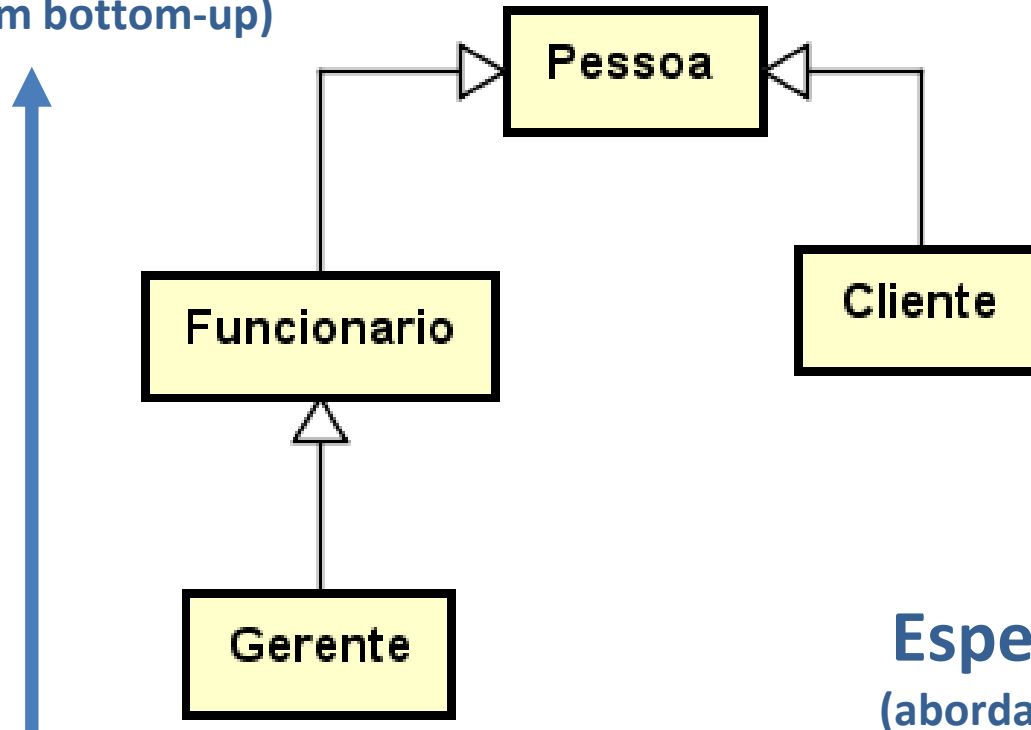 m bottom-up)
Pessoa
Cliente
Funcionario
Gerente
Espe
(aborda